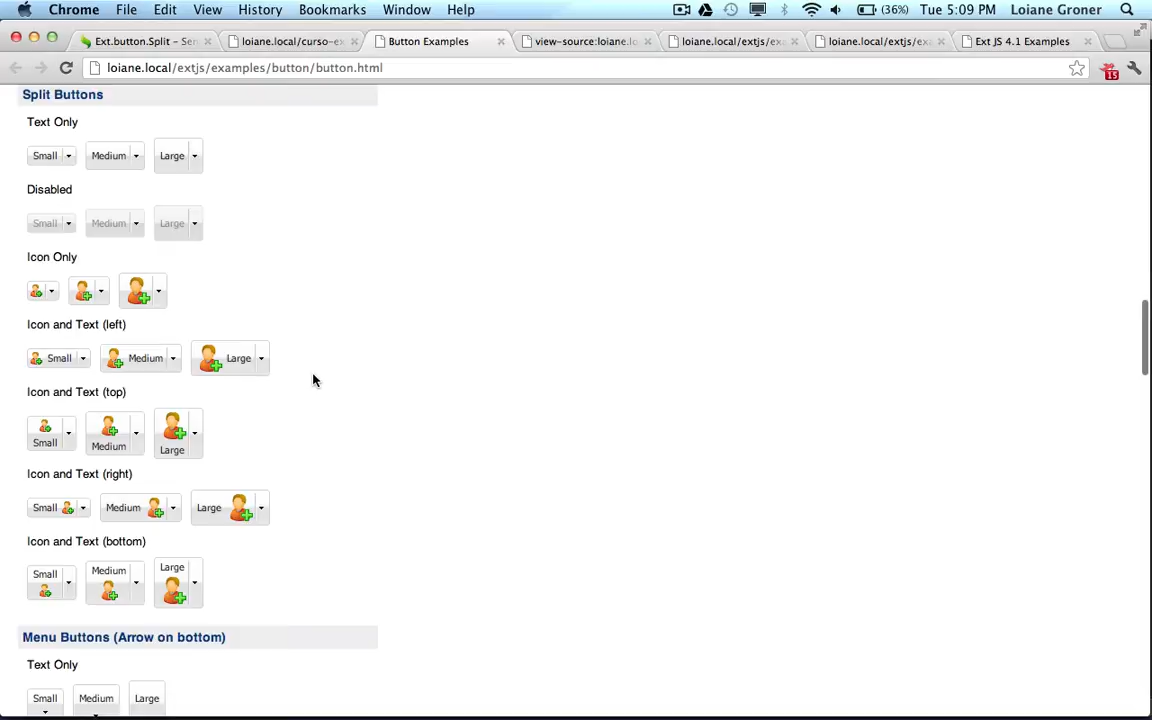 Chrome File Edit View History Bookmarks Window Help (36%) Tue 5:09 PM Loiane Groner
Ext.button.Split - Sen loiane.local/curso-ex Button Examples view-source:loiane.lo loiane.local/extjs/exa loiane.local/extjs/exa Ext JS 4.1 Examples
loiane.local/extjs/examples/button/button.html 15
Split Buttons
Text Only
Small Medium Large
Disabled
Small Medium Large
Icon Only
Icon and Text (left)
Small Medium Large
Icon and Text (top)
Small Medium Large
Icon and Text (right)
Small Medium Large
Icon and Text (bottom)
Small Medium Large
Menu Buttons (Arrow on bottom)
Text Only
Small Medium Large